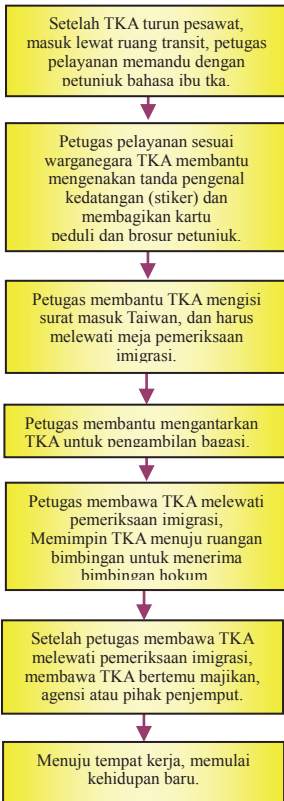 Setelah TKA turun pesawat,
masuk lewat ruang transit, petugas
pelayanan memandu dengan
petunjuk bahasa ibu tka.
Petugas pelayanan sesuai
warganegara TKA membantu
mengenakan tanda pengenal
kedatangan (stiker) dan
membagikan kartu
peduli dan brosur petunjuk.
Petugas membantu TKA mengisi
surat masuk Taiwan, dan harus
melewati meja pemeriksaan
imigrasi.
Petugas membantu mengantarkan
TKA untuk pengambilan bagasi.
Petugas membawa TKA melewati
pemeriksaan imigrasi,
Memimpin TKA menuju ruangan
bimbingan untuk menerima
bimbingan hokum
Setelah petugas membawa TKA
melewati pemeriksaan imigrasi,
membawa TKA bertemu majikan,
agensi atau pihak penjemput.
Menuju tempat kerja, memulai
kehidupan baru.